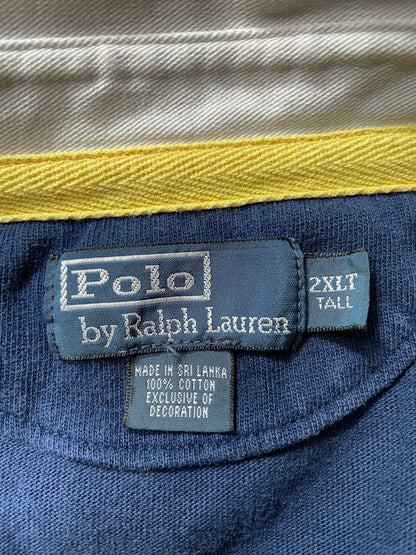 Polo
by Ralph Lauren
2XLT
TALL
MADE IN SRI LANKA
100% COTTON
EXCLUSIVE OF
DECORATION